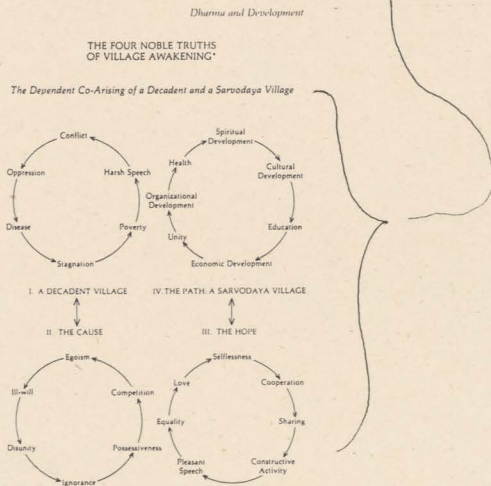 Dharma and Development
THE FOUR NOBLE TRUTHS
OF VILLAGE AWAKENING*
The Dependent Co-Arising of a Decadent and a Sarvodaya Village
Conflict
Oppression
Harsh Speech
Disease
Poverty
Stagnation
Spiritual
Development
Health
Cultural
Development
Organizational
Development
Education
Unity
Economic Development
I. A DECADENT VILLAGE
IV. THE PATH: A SARVODAYA VILLAGE
II. THE CAUSE
III. THE HOPE
Egoism
Ill-will
Competition
Disunity
Possessiveness
Ignorance
Selflessness
Love
Cooperation
Equality
Sharing
Pleasant
Speech
Constructive
Activity